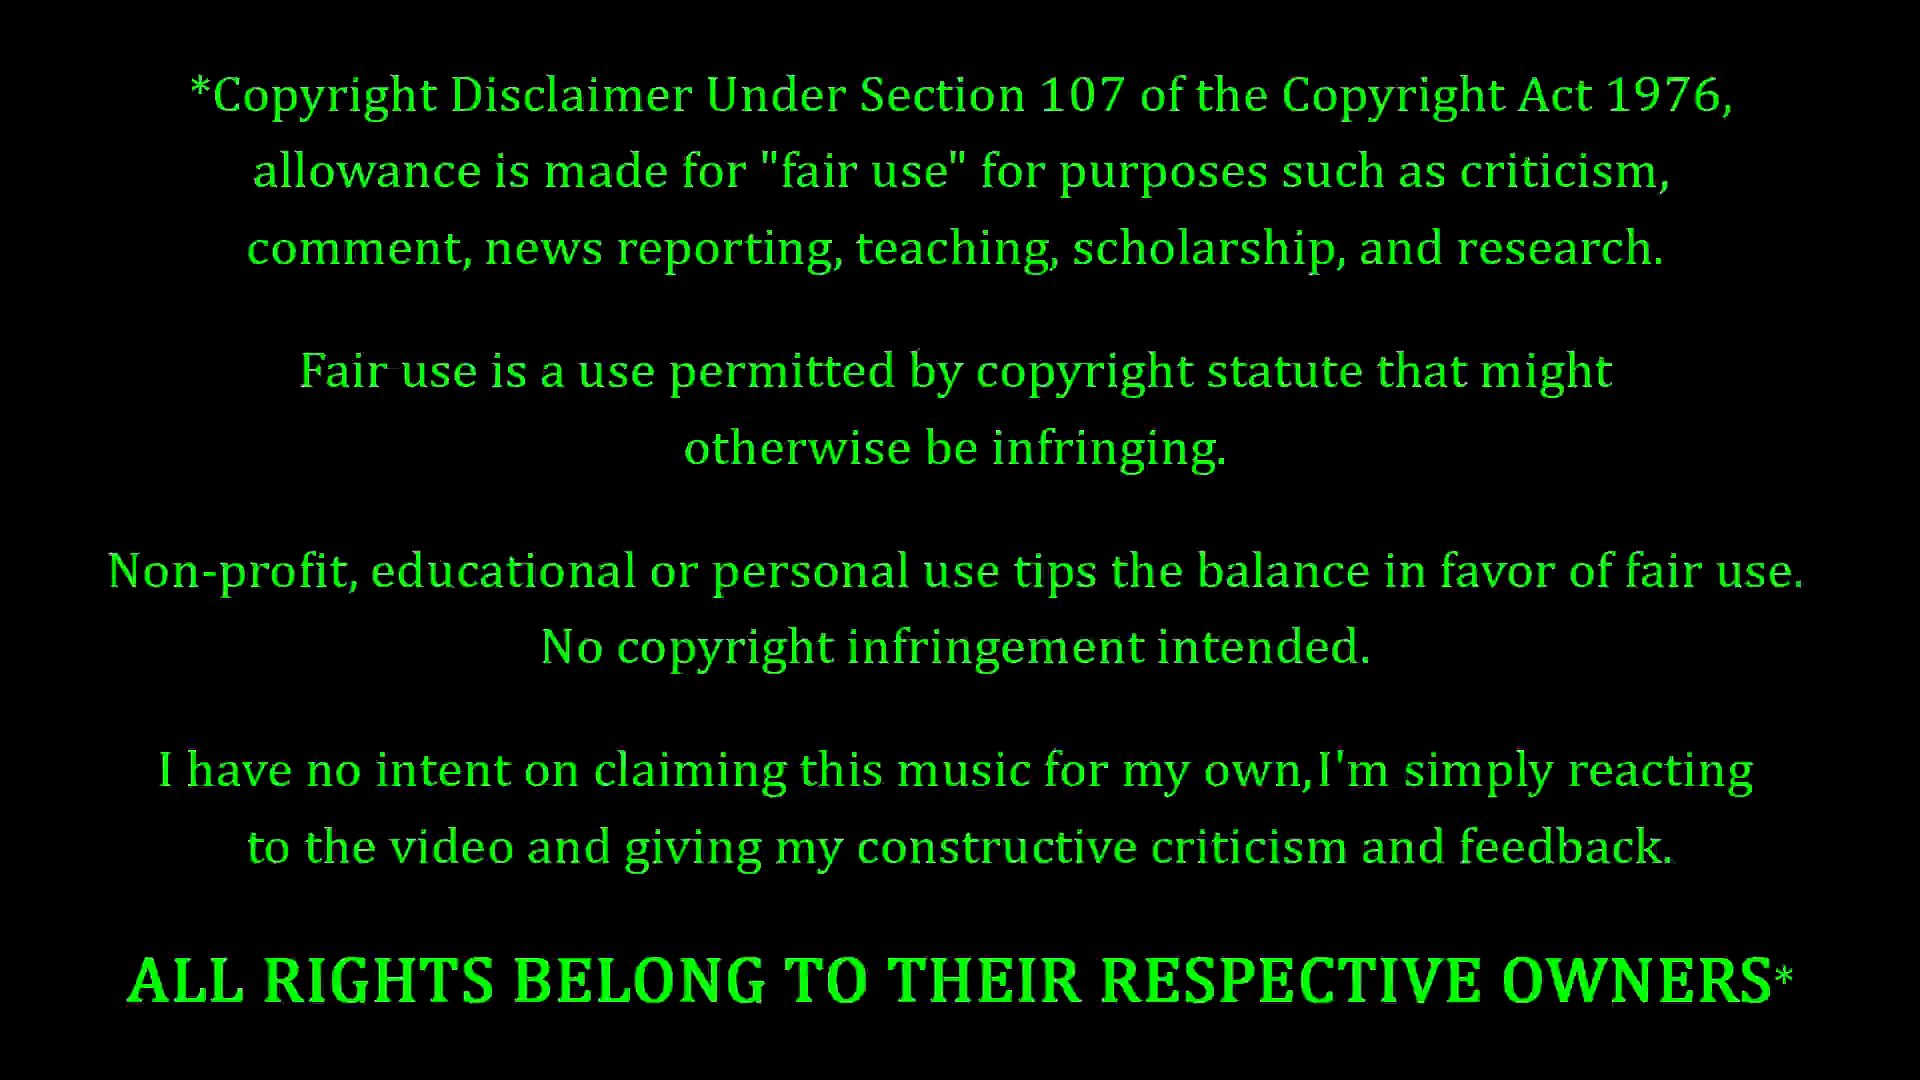 *Copyright Disclaimer Under Section 107 of the Copyright Act 1976,
allowance is made for "fair use" for purposes such as criticism,
comment, news reporting, teaching, scholarship, and research.
Fair use is a use permitted by copyright statute that might
otherwise be infringing.
Non-profit, educational or personal use tips the balance in favor of fair use.
No copyright infringement intended.
I have no intent on claiming this music for my own,I'm simply reacting
to the video and giving my constructive criticism and feedback.
ALL RIGHTS BELONG TO THEIR RESPECTIVE OWNERS*